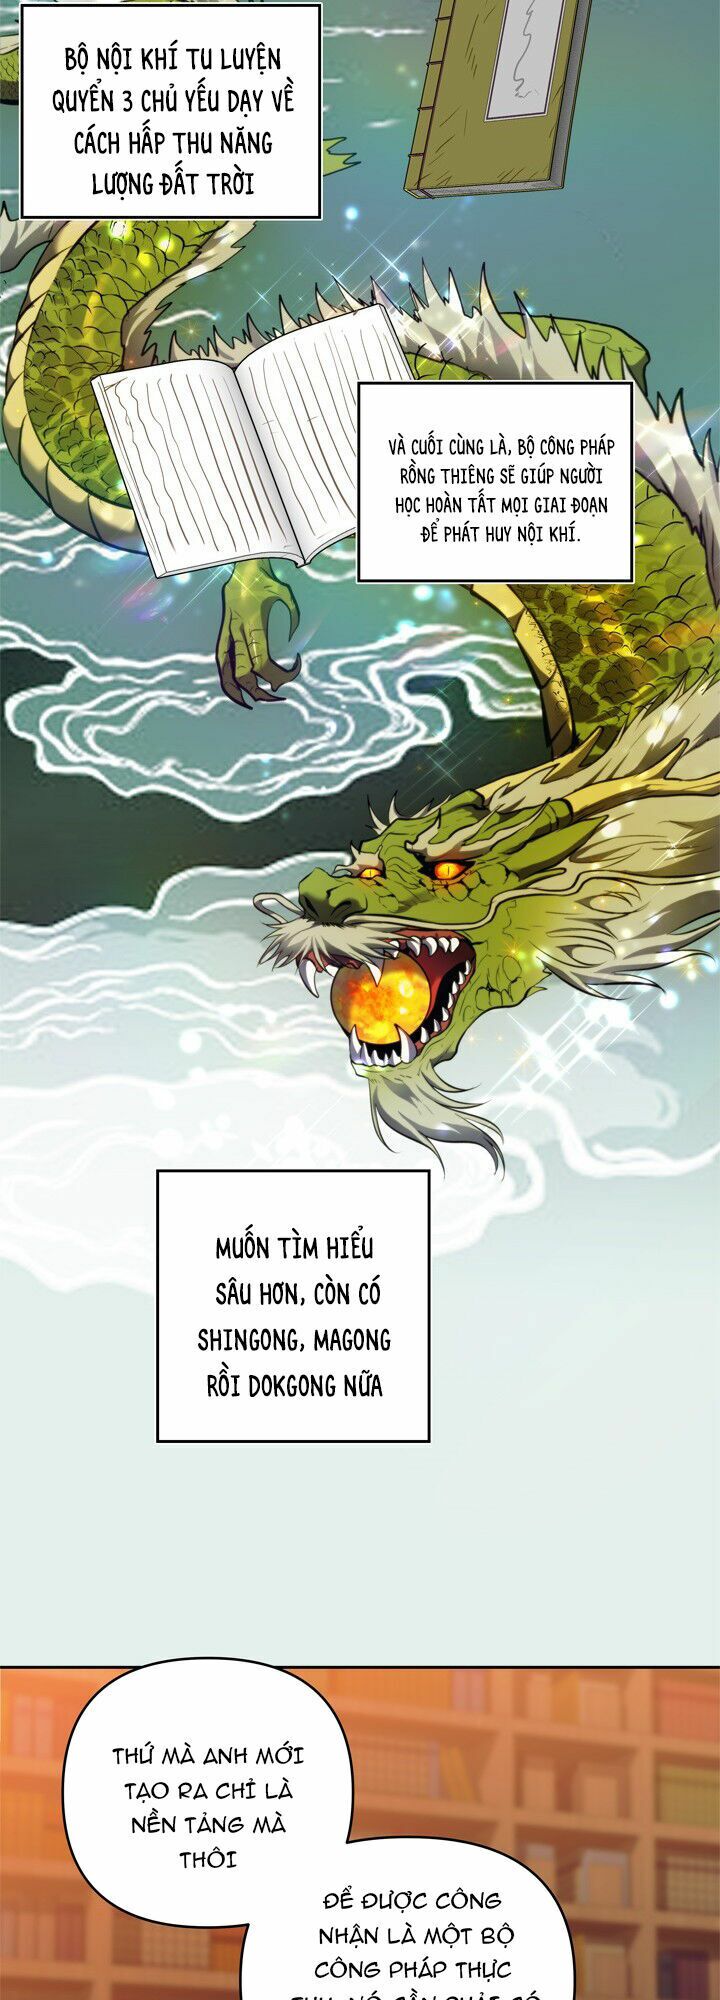 BỘ NỘI KHÍ TU LUYỆN
QUYỂN 3 CHỦ YẾU DẠY VỀ
CÁCH HẤP THU NĂNG
LƯỢNG ĐẤT TRỜI
VÀ CUỐI CÙNG LÀ, BỘ CÔNG PHÁP
RỒNG THIÊNG SẼ GIÚP NGƯỜI
HỌC HOÀN TẤT MỌI GIAI ĐOẠN
ĐỂ PHÁT HUY NỘI KHÍ.
MUỐN TÌM HIỂU
SÂU HƠN, CÒN CÓ
SHINGONG, MAGONG
RỒI DOKGONG NỮA
THỨ MÀ ANH MỚI
TẠO RA CHỈ LÀ
NỀN TẢNG MÀ
THÔI
ĐỂ ĐƯỢC CÔNG
NHẬN LÀ MỘT BỘ
CÔNG PHÁP THỰC